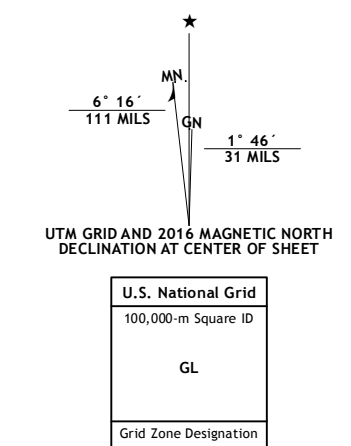 ★
MN.
6° 16´
111 MILS
GN
1° 46´
31 MILS
UTM GRID AND 2016 MAGNETIC NORTH
DECLINATION AT CENTER OF SHEET
U.S. National Grid
100,000-m Square ID
GL
Grid Zone Designation